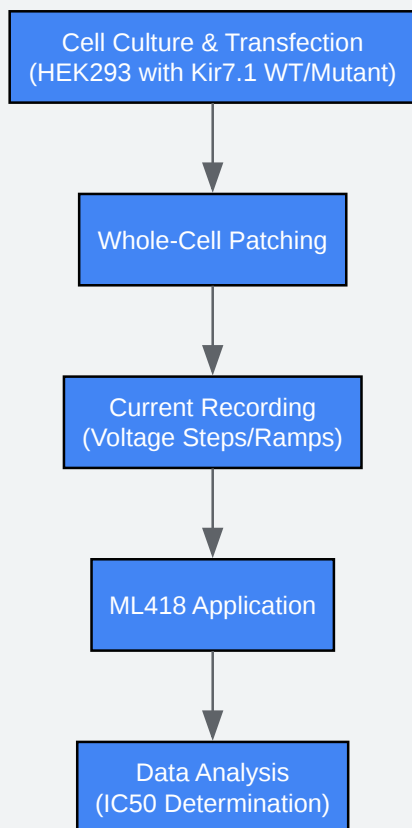 Cell Culture & Transfection
(HEK293 with Kir7.1 WT/Mutant)
Whole-Cell Patching
Current Recording
(Voltage Steps/Ramps)
ML418 Application
Data Analysis
(IC50 Determination)